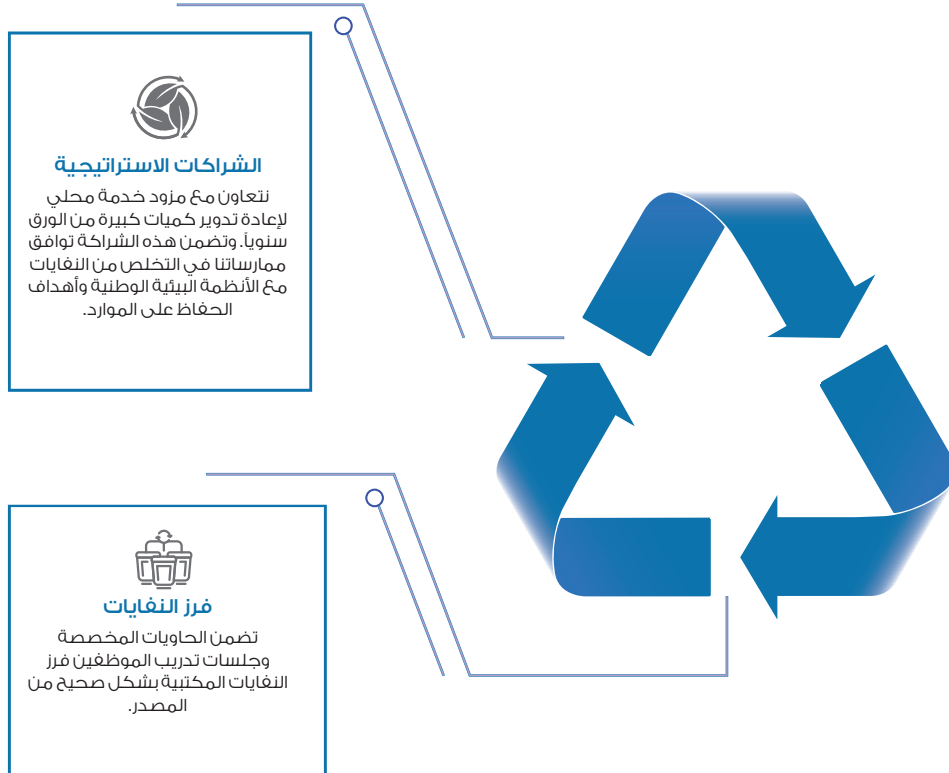 الشراكات الاستراتيجية
نتعاون مع مزود خدمة محلي
لإعادة تدوير كميات كبيرة من الورق
سنوياً. وتضمن هذه الشراكة توافق
ممارساتنا في التخلص من النفايات
مع الأنظمة البيئية الوطنية وأهداف
الحفاظ على الموارد.
فرز النفايات
تضمن الحاويات المخصصة
وجلسات تدريب الموظفين فرز
النفايات المكتبية بشكل صحيح من
المصدر.